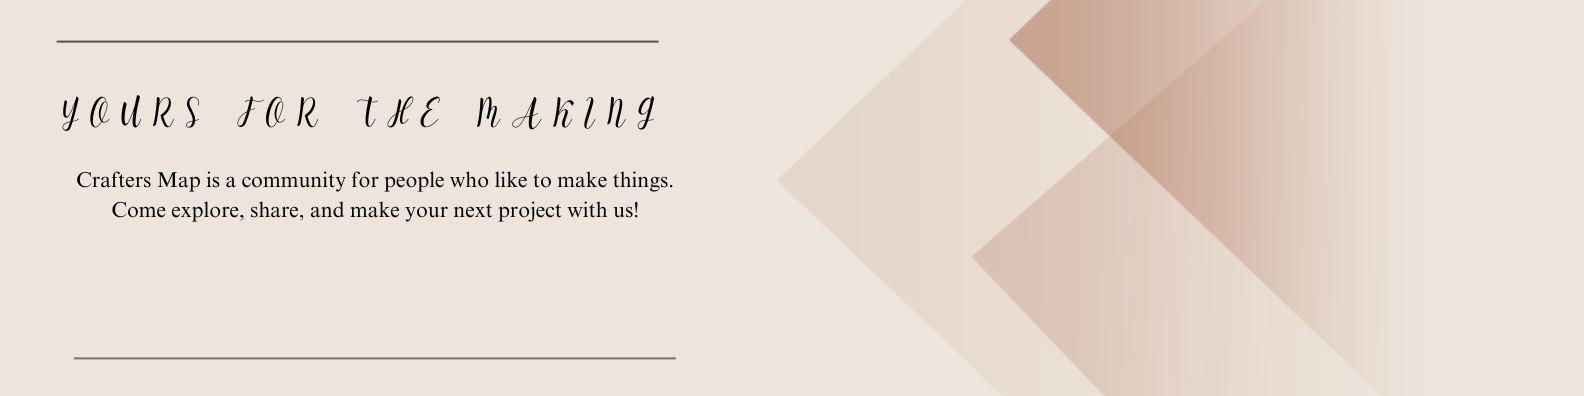 YOURS FOR THE MAKING
Crafters Map is a community for people who like to make things.
Come explore, share, and make your next project with us!